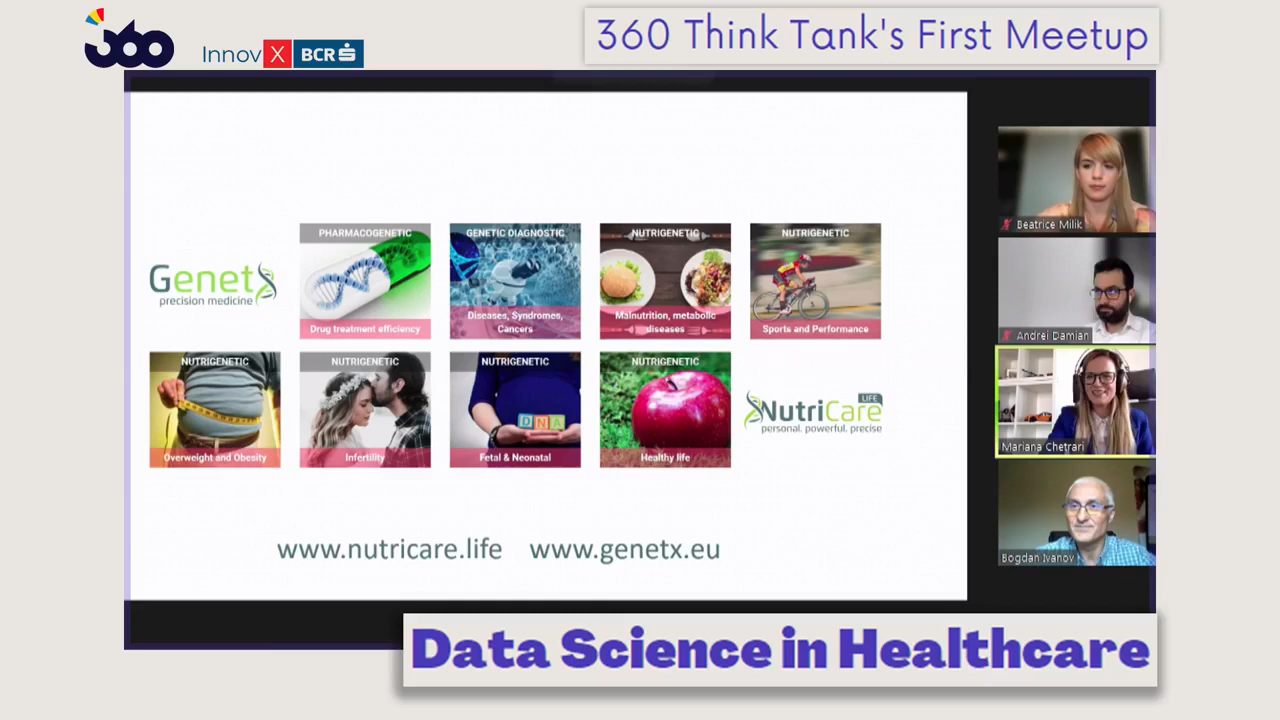 360
InnovX BCR
360 Think Tank's First Meetup
GenetX
precision medicine
PHARMACOGENETIC
Drug treatment efficiency
GENETIC DIAGNOSTIC
Diseases, Syndromes,
Cancers
NUTRIGENETIC
Malnutrition, metabolic
diseases
NUTRIGENETIC
Sports and Performance
NUTRIGENETIC
Overweight and Obesity
NUTRIGENETIC
Infertility
NUTRIGENETIC
DNA
Fetal & Neonatal
NUTRIGENETIC
Healthy life
NutriCare LIFE
personal. powerful. precise
www.nutricare.life www.genetx.eu
Beatrice Milik
Andrei Damian
Mariana Chetrari
Bogdan Ivanov
Data Science in Healthcare